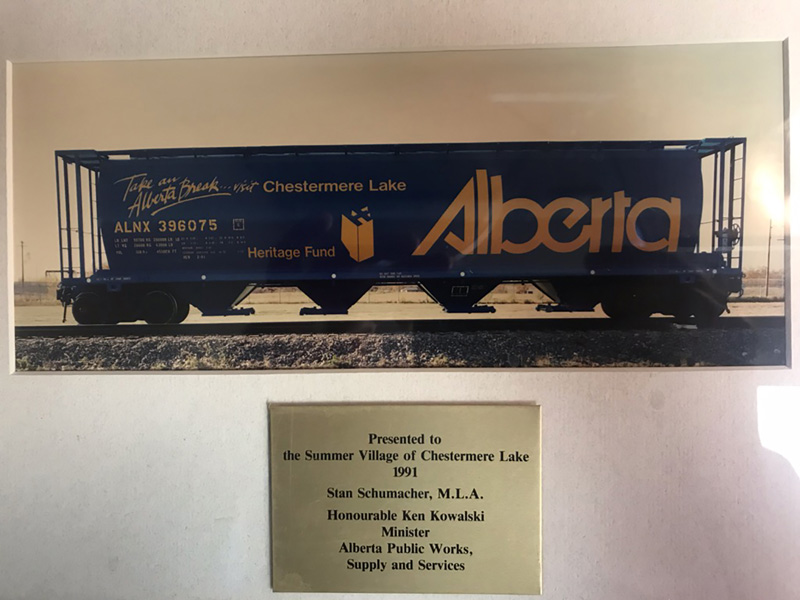 Take an
Alberta Break... visit Chestermere Lake
Alberta
ALNX 396075
Heritage Fund
Presented to
the Summer Village of Chestermere Lake
1991
Stan Schumacher, M.L.A.
Honourable Ken Kowalski
Minister
Alberta Public Works,
Supply and Services